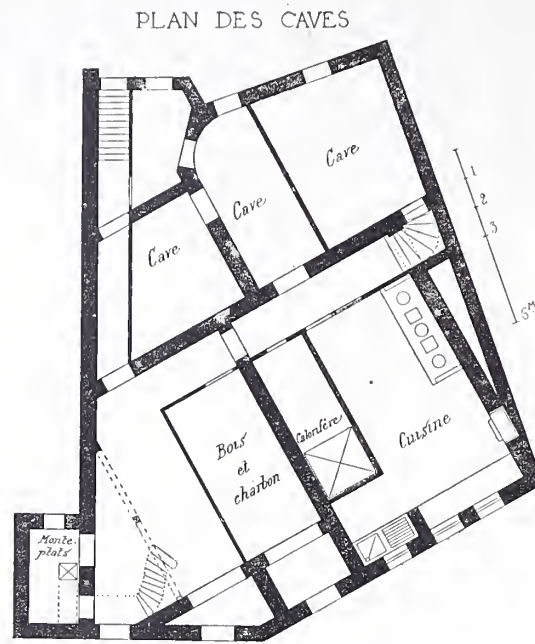 PLAN DES CAVES
Cave
Cave
Cave
1
2
3
5M
Calorifère
Cuisine
Bois
et
charbon
Monte
plats